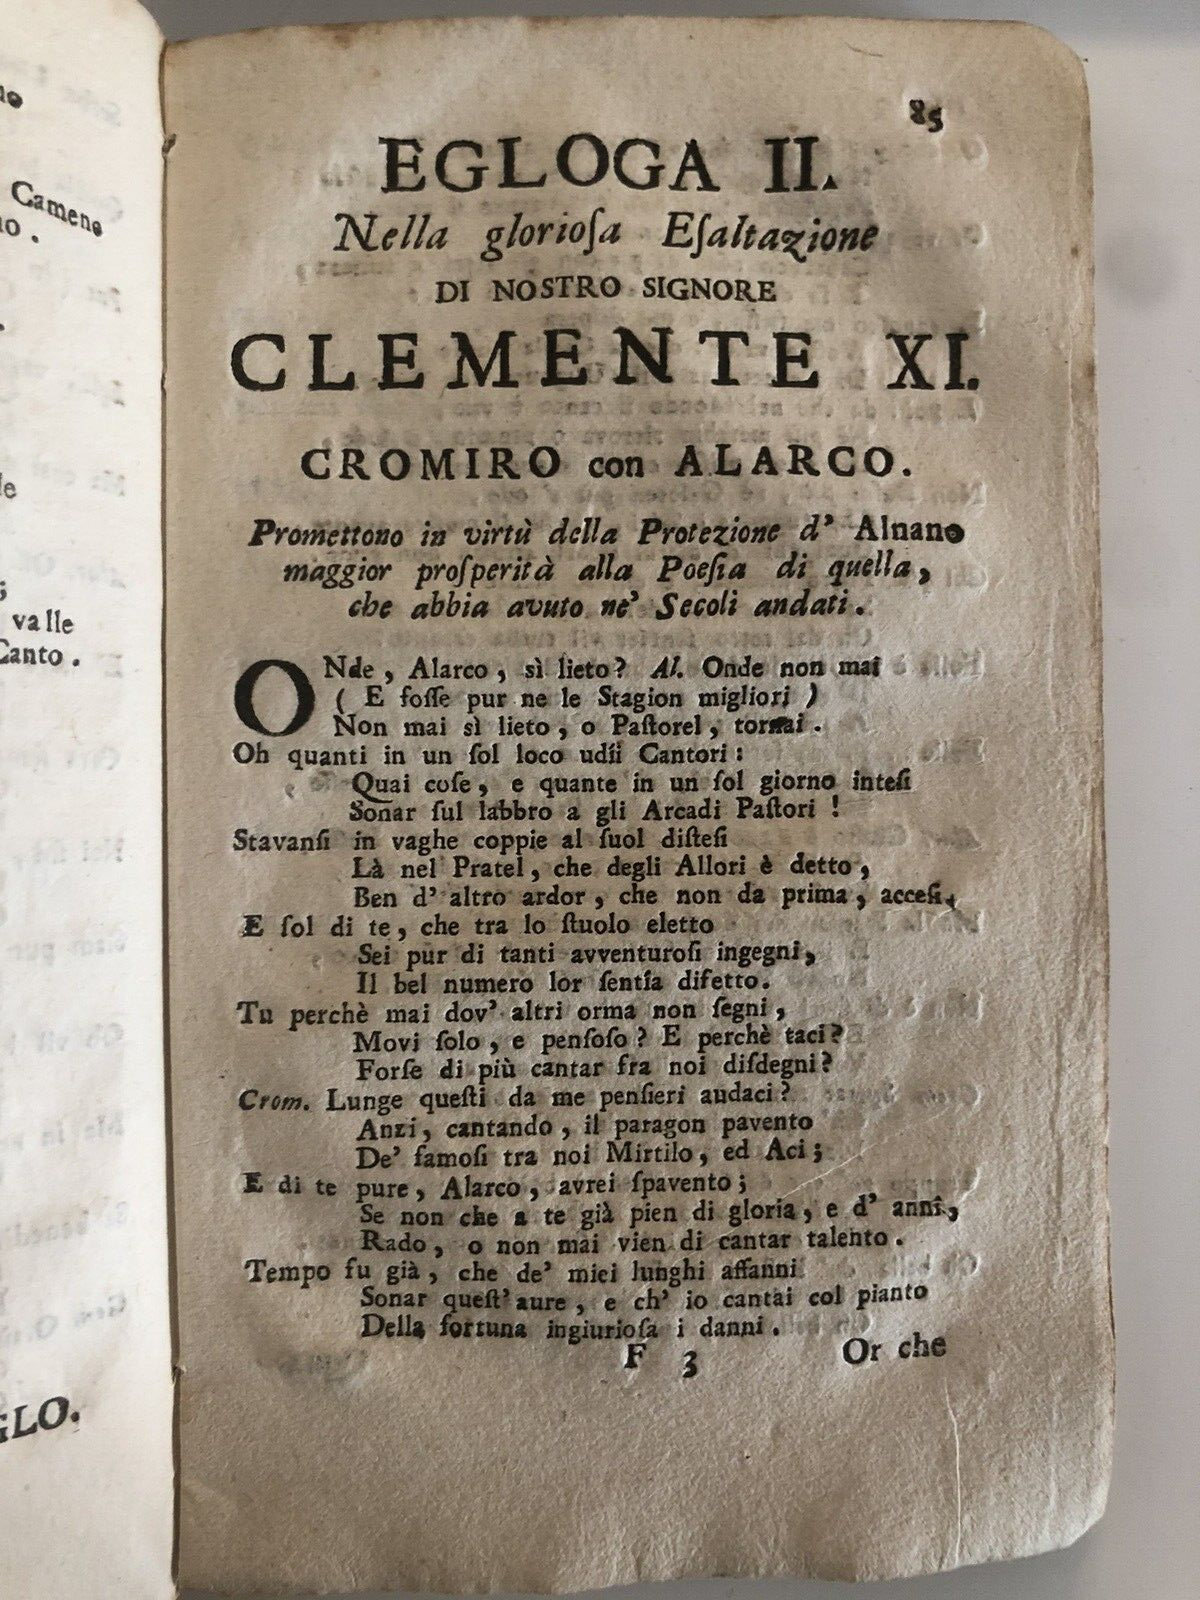 Cameno
valle
Canto .
GLO.
85
EGLOGA II.
Nella glorioſa Eſaltazione
DI NOSTRO SIGNORE
CLEMENTE XI.
CROMIRO con ALARCO.
Promettono in virtù della Protezione d' Alnano
maggior proſperità alla Poeſia di quella,
che abbia avuto ne' Secoli andati.
ONde, Alarco, sì lieto? Al. Onde non mai
( E foſſe pur ne le Stagion migliori )
Non mai sì lieto, o Paſtorel, tornai.
Oh quanti in un ſol loco udii Cantori:
Quai coſe, e quante in un ſol giorno inteſi
Sonar ſul labbro a gli Arcadi Paſtori!
Stavanſi in vaghe coppie al ſuol diſteſi
Là nel Pratel, che degli Allori è detto,
Ben d' altro ardor, che non da prima, acceſi,
E ſol di te, che tra lo ſtuolo eletto
Sei pur di tanti avventuroſi ingegni,
Il bel numero lor ſentía difetto.
Tu perchè mai dov' altri orma non ſegni,
Movi ſolo, e penſoſo? E perchè taci?
Forſe di più cantar fra noi diſdegni?
Crom. Lunge queſti da me penſieri audaci?
Anzi, cantando, il paragon pavento
De' famoſi tra noi Mirtilo, ed Aci;
E di te pure, Alarco, avrei ſpavento;
Se non che a te già pien di gloria, e d' anni,
Rado, o non mai vien di cantar talento.
Tempo fu già, che de' miei lunghi affanni
Sonar queſt' aure, e ch' io cantai col pianto
Della fortuna ingiurioſa i danni.
F 3 Or che